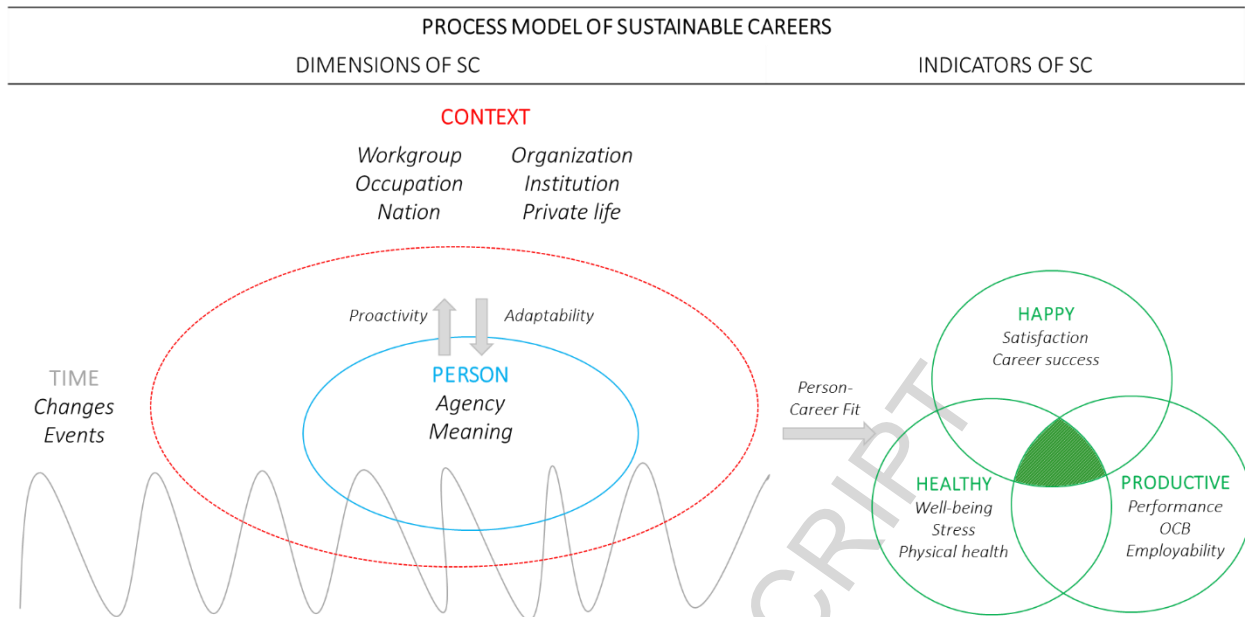 PROCESS MODEL OF SUSTAINABLE CAREERS
DIMENSIONS OF SC
INDICATORS OF SC
CONTEXT
Workgroup
Occupation
Nation
Organization
Institution
Private life
Proactivity
Adaptability
PERSON
Agency
Meaning
TIME
Changes
Events
Person-
Career Fit
HAPPY
Satisfaction
Career success
HEALTHY
Well-being
Stress
Physical health
PRODUCTIVE
Performance
OCB
Employability
CRIPT